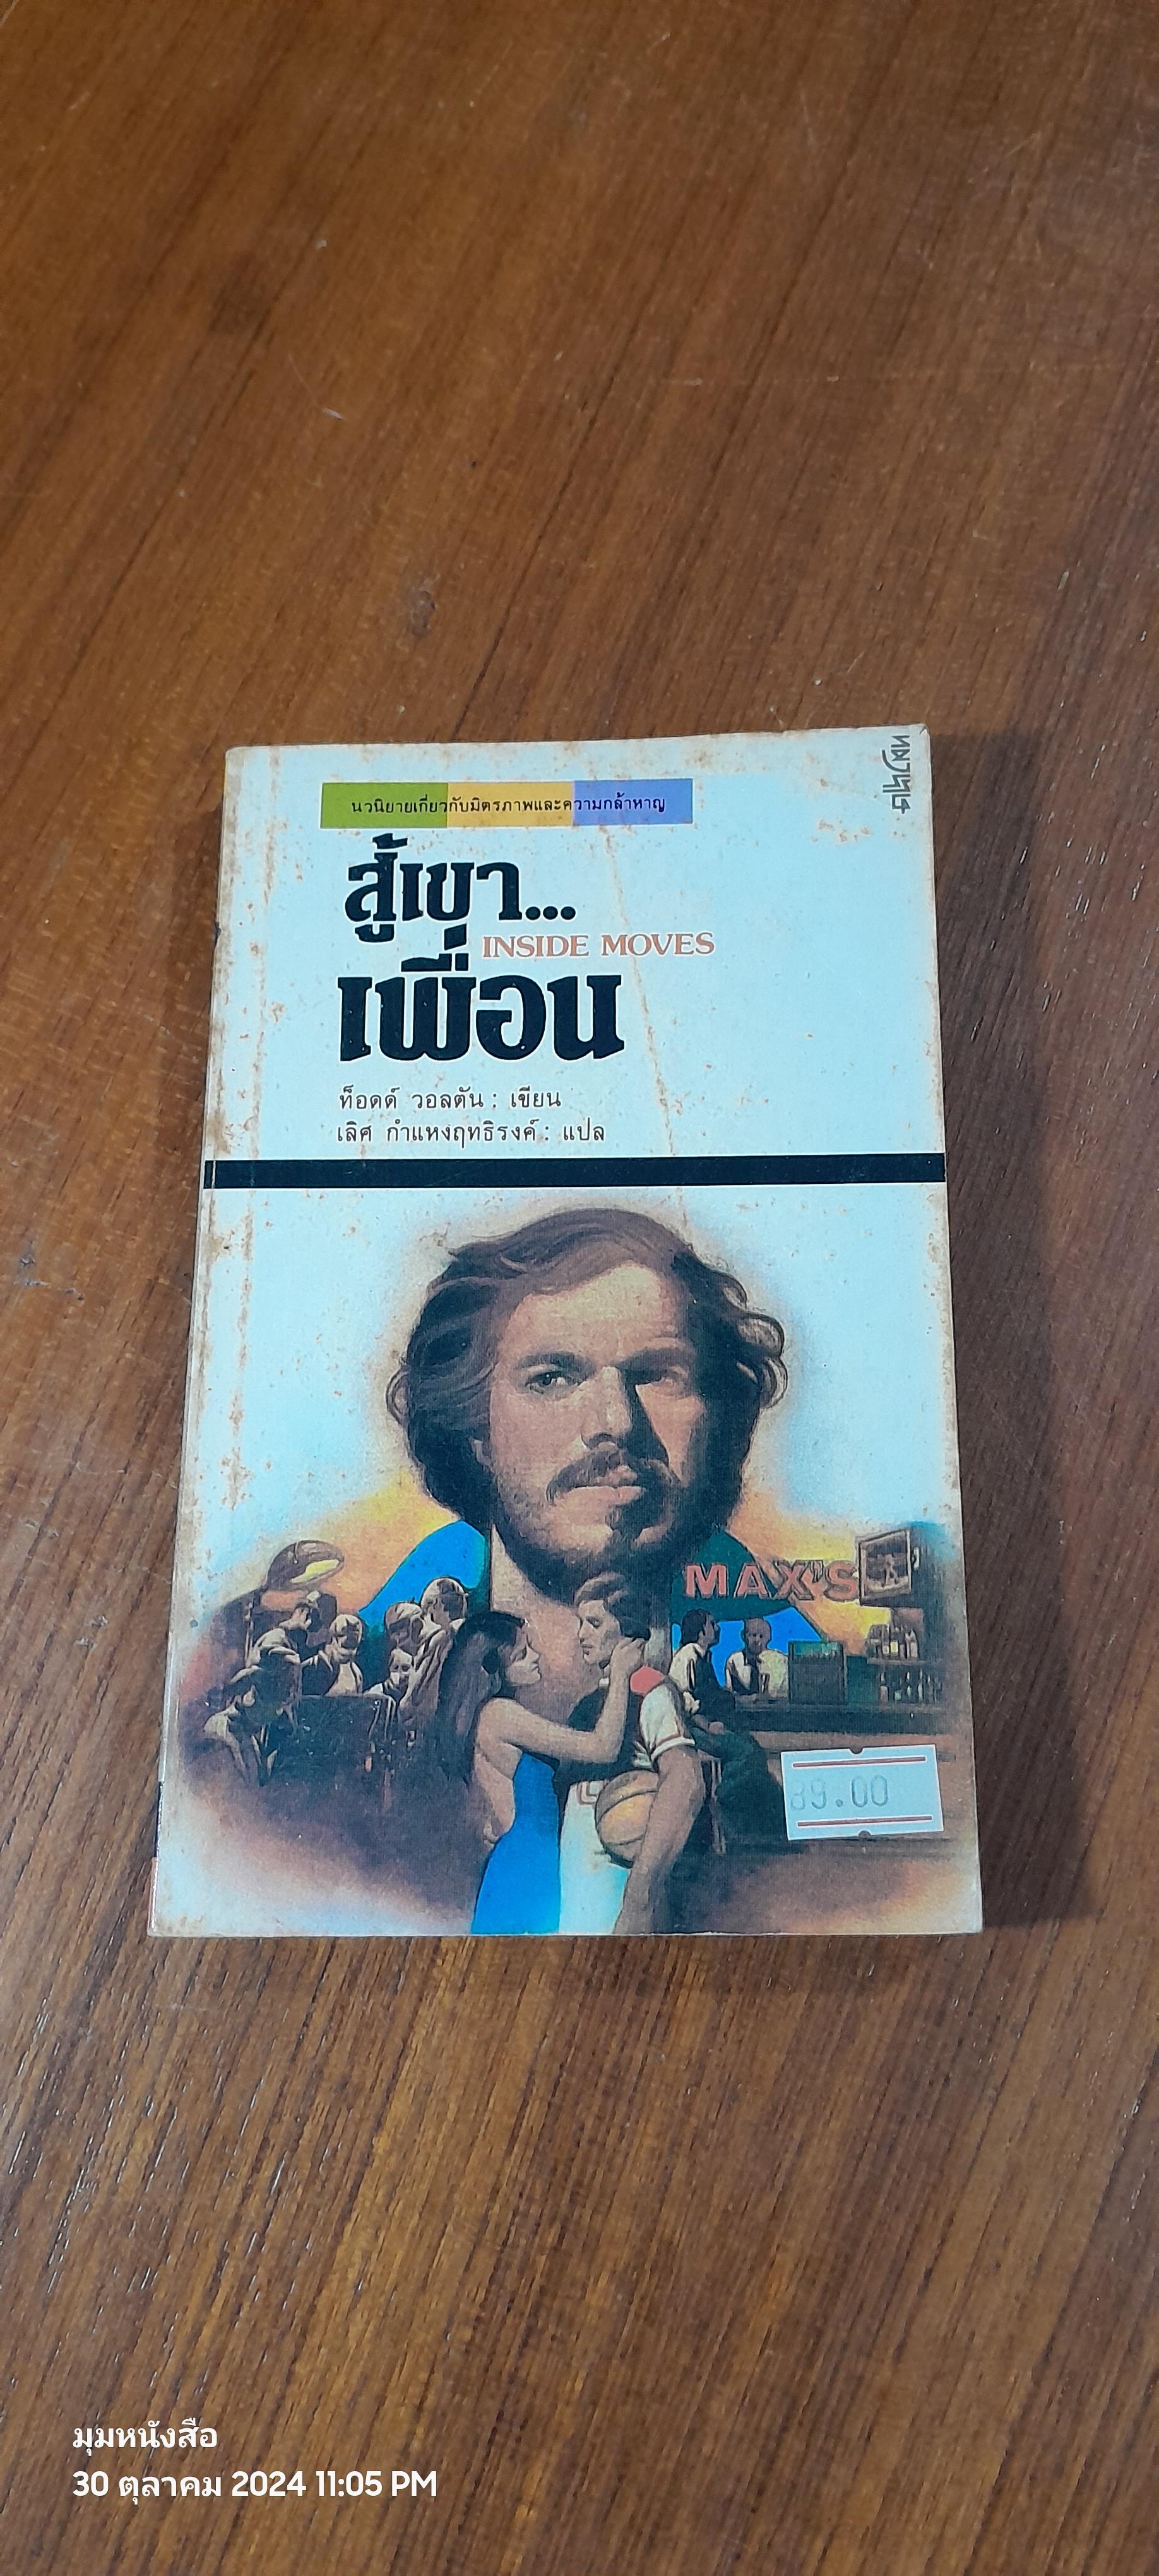 นวนิยายเกี่ยวกับมิตรภาพและความกล้าหาญ
สู้เขา...
INSIDE MOVES
เพื่อน
ท็อดด์ วอลตัน : เขียน
เลิศ กำแหงฤทธิรงค์ : แปล
MAX'S
39.00
มุมหนังสือ
30 ตุลาคม 2024 11:05 PM